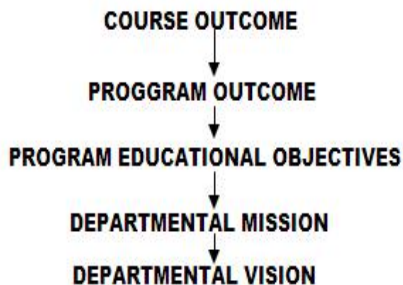 COURSE OUTCOME
PROGGRAM OUTCOME
PROGRAM EDUCATIONAL OBJECTIVES
DEPARTMENTAL MISSION
DEPARTMENTAL VISION